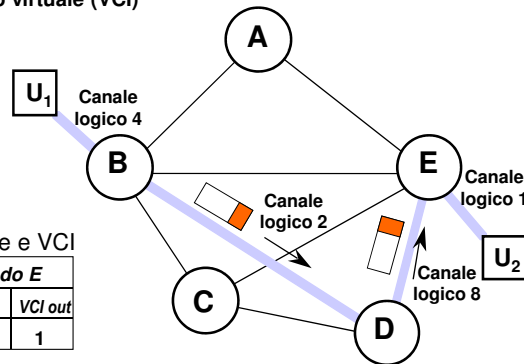 virtuale (VCI)
A
U1
Canale
logico 4
B
E
Canale
logico 1
Canale
logico 2
e e VCI
do E
VCI out
1
C
D
Canale
logico 8
U2